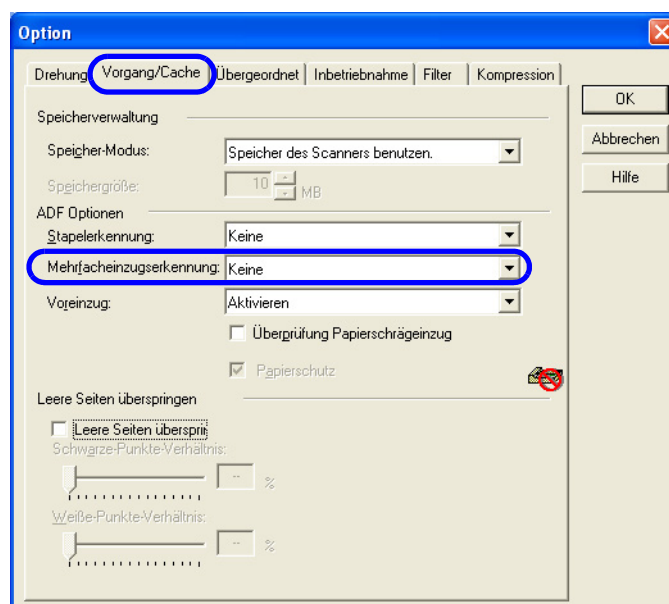 Option
Drehung Vorgang/Cache Übergeordnet Inbetriebnahme Filter Kompression
OK
Abbrechen
Hilfe
Speicherverwaltung
Speicher-Modus: Speicher des Scanners benutzen.
Speichergröße: 10 MB
ADF Optionen
Stapelerkennung: Keine
Mehrfacheinzugserkennung: Keine
Voreinzug: Aktivieren
Überprüfung Papierschrägeinzug
Papierschutz
Leere Seiten überspringen
Leere Seiten überspri
Schwarze-Punkte-Verhältnis:
-- %
Weiße-Punkte-Verhältnis:
-- %